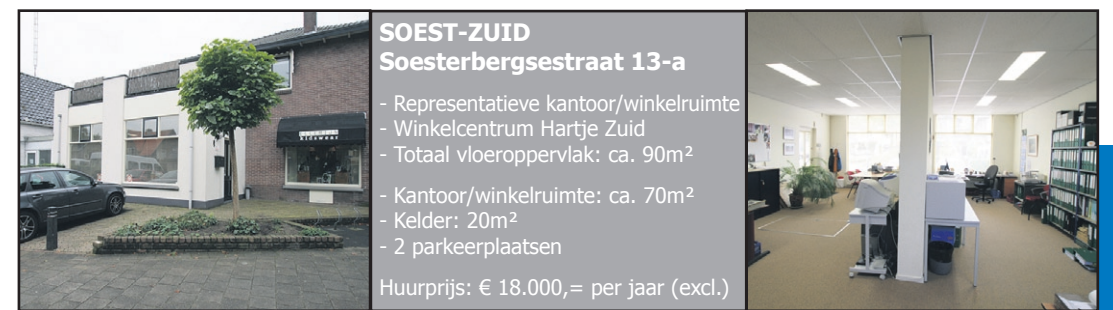 SOEST-ZUID
Soesterbergsestraat 13-a
- Representatieve kantoor/winkelruimte
- Winkelcentrum Hartje Zuid
- Totaal vloeroppervlak: ca. 90m²
- Kantoor/winkelruimte: ca. 70m²
- Kelder: 20m²
- 2 parkeerplaatsen
Huurprijs: € 18.000,= per jaar (excl.)
kidswear